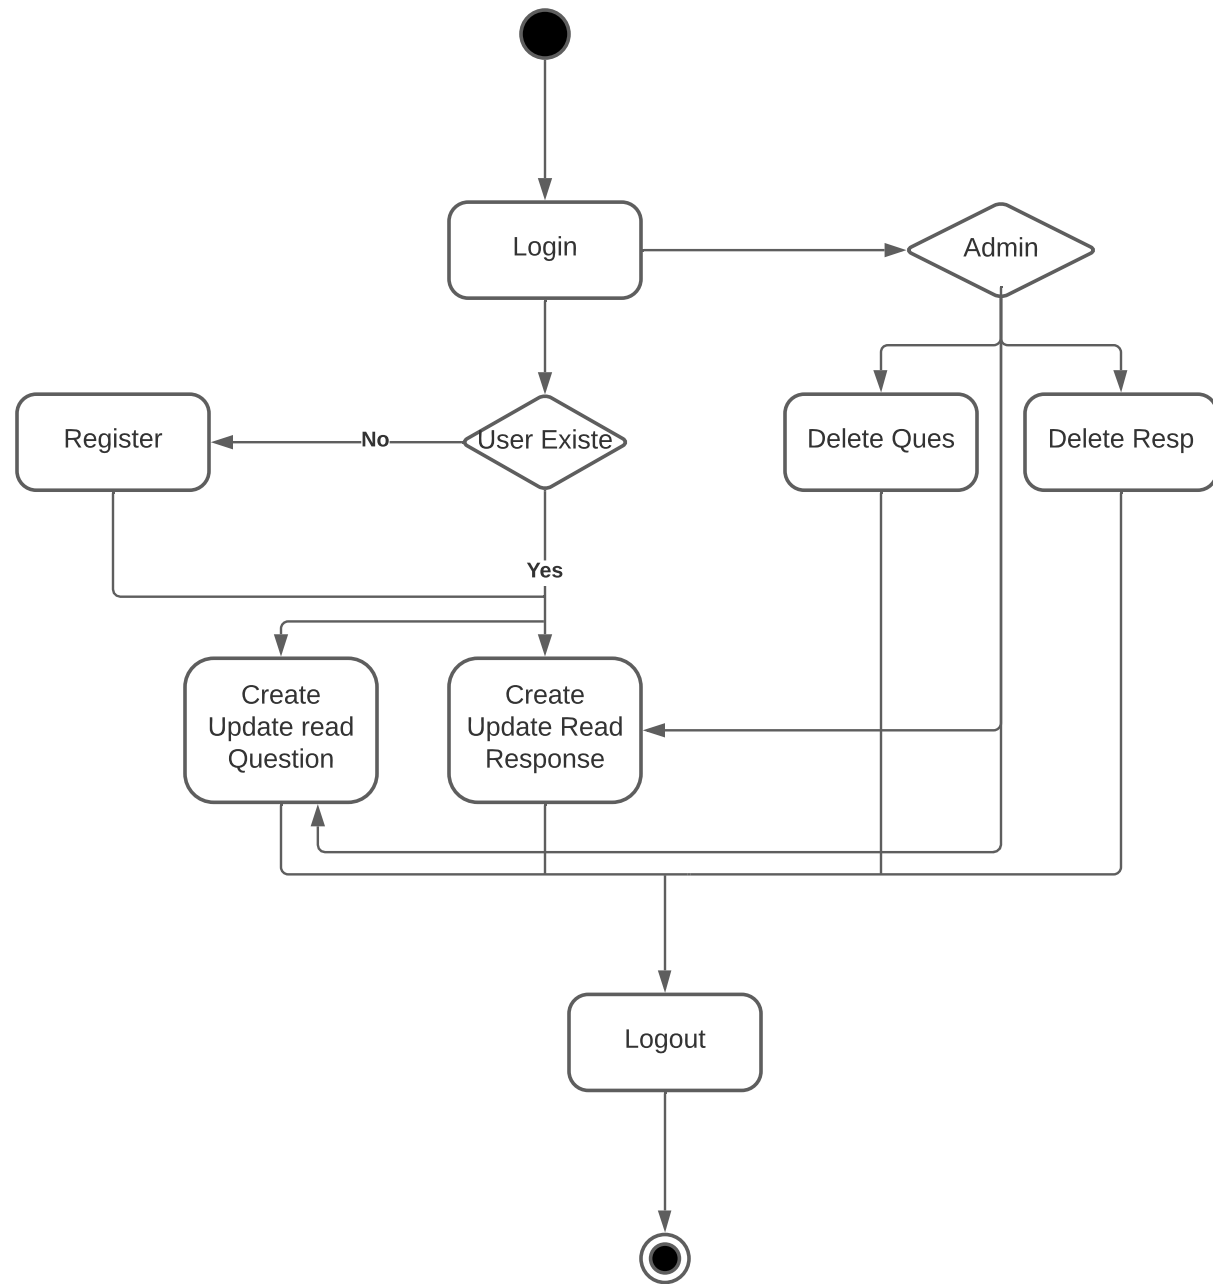 Login
Admin
Register
No
User Existe
Delete Ques
Delete Resp
Yes
Create
Update read
Question
Create
Update Read
Response
Logout